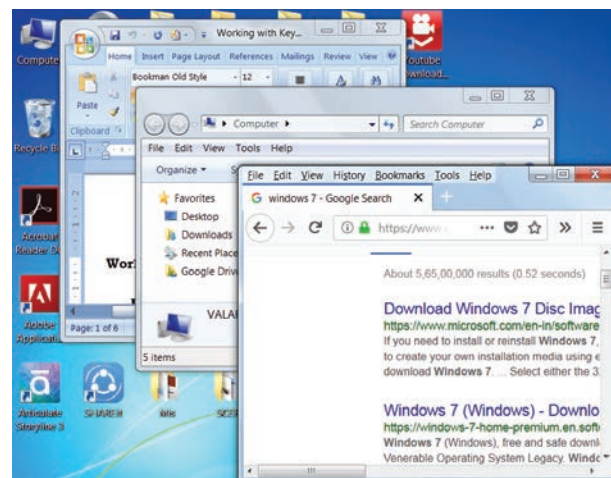 Working with Key...
Home Insert Page Layout References Mailings Review View
Youtube
Download...
Compute
Bookman Old Style 12
Paste
Clipboard
Computer
Search Computer
File Edit View Tools Help
Organize
Recycle Bi
Favorites
Desktop
Downloads
Recent Place
Google Driv
File Edit View History Bookmarks Tools Help
G windows 7 - Google Search
https://www.
About 5,65,00,000 results (0.52 seconds)
Acrobat
Reader D
Wor
Download Windows 7 Disc Imag
https://www.microsoft.com/en-in/software
If you need to install or reinstall Windows 7,
to create your own installation media using e
download Windows 7. ... Select either the 3
Adobe
Applicati...
Page: 1 of 6
VALA
5 items
Windows 7 (Windows) - Downlo
https://windows-7-home-premium.en.soft
Windows 7 (Windows), free and safe downl
Venerable Operating System Legacy. Windo
Articulate
Storyline 3
SHAREit
Mis
SCE